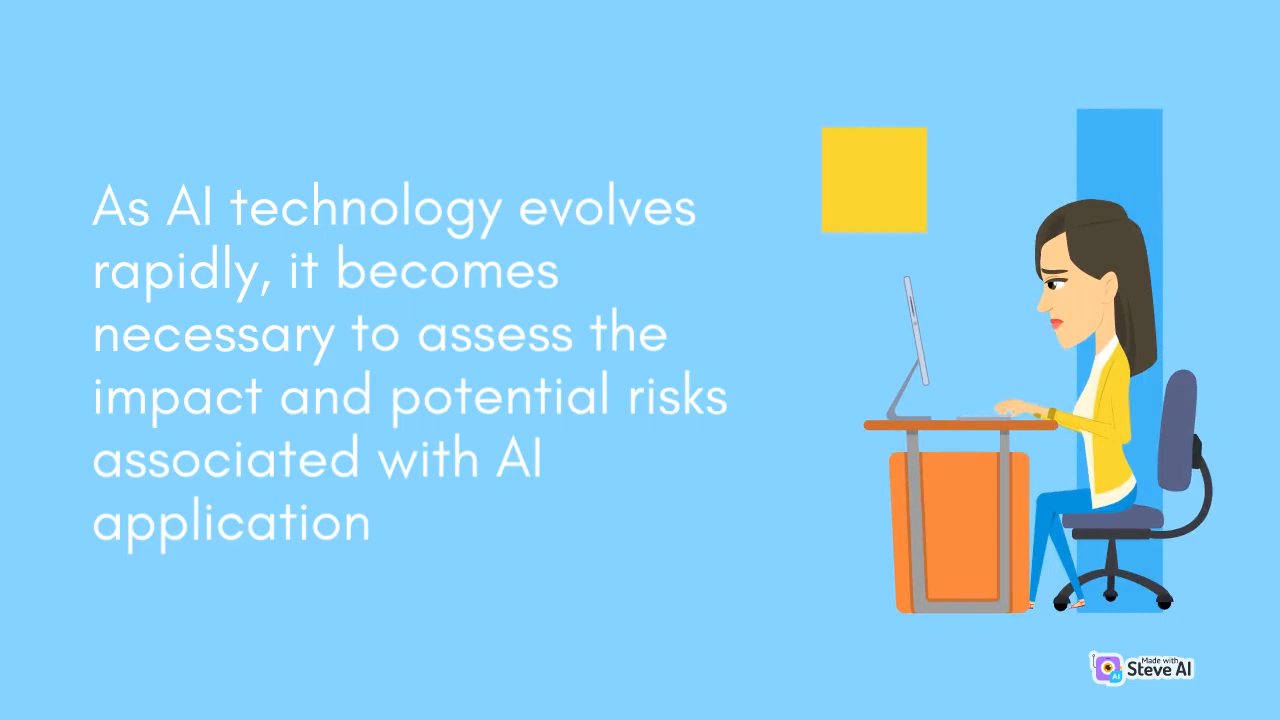 As AI technology evolves
rapidly, it becomes
necessary to assess the
impact and potential risks
associated with AI
application
Made with
Steve AI
AI